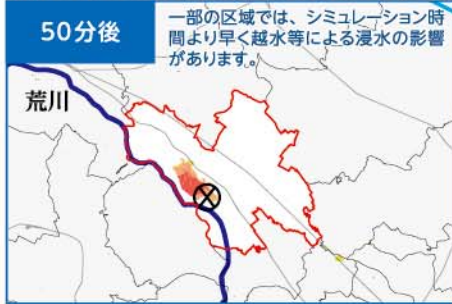 50分後
一部の区域では、シミュレーション時
間より早く越水等による浸水の影響
があります。
荒川